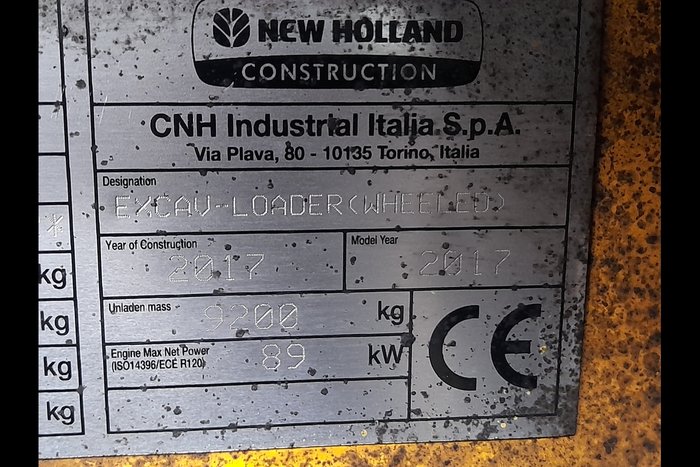 NEW HOLLAND
CONSTRUCTION
CNH Industrial Italia S.p.A.
Via Plava, 80 - 10135 Torino, Italia
Designation
EXCAV-LOADER(WHEELED)
Year of Construction
2017
Model Year
2017
*
kg
Unladen mass 9200 kg
kg
Engine Max Net Power
(ISO14396/ECE R120) 89 kW
kg
kg
CE